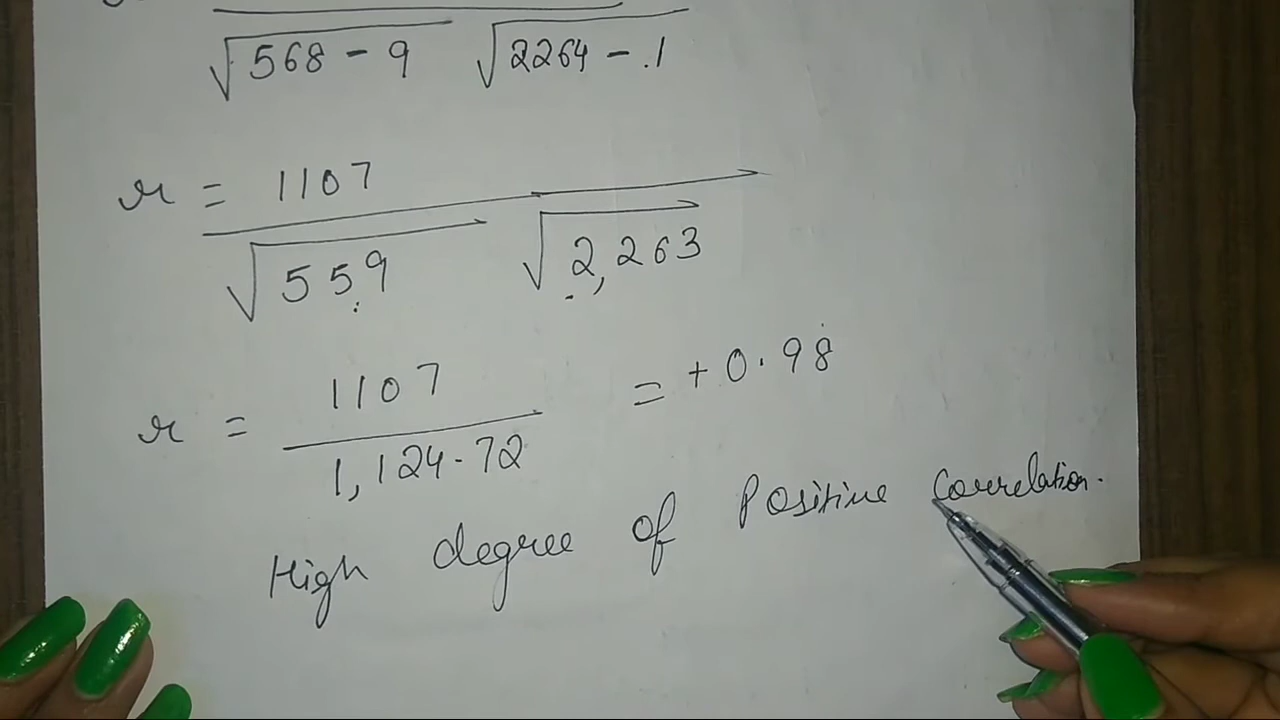 √568 - 9 √2264 - .1
r = 1107
√559 √2,263
r = 1107 = +0.98
1,124.72
High degree of Positive Correlation.